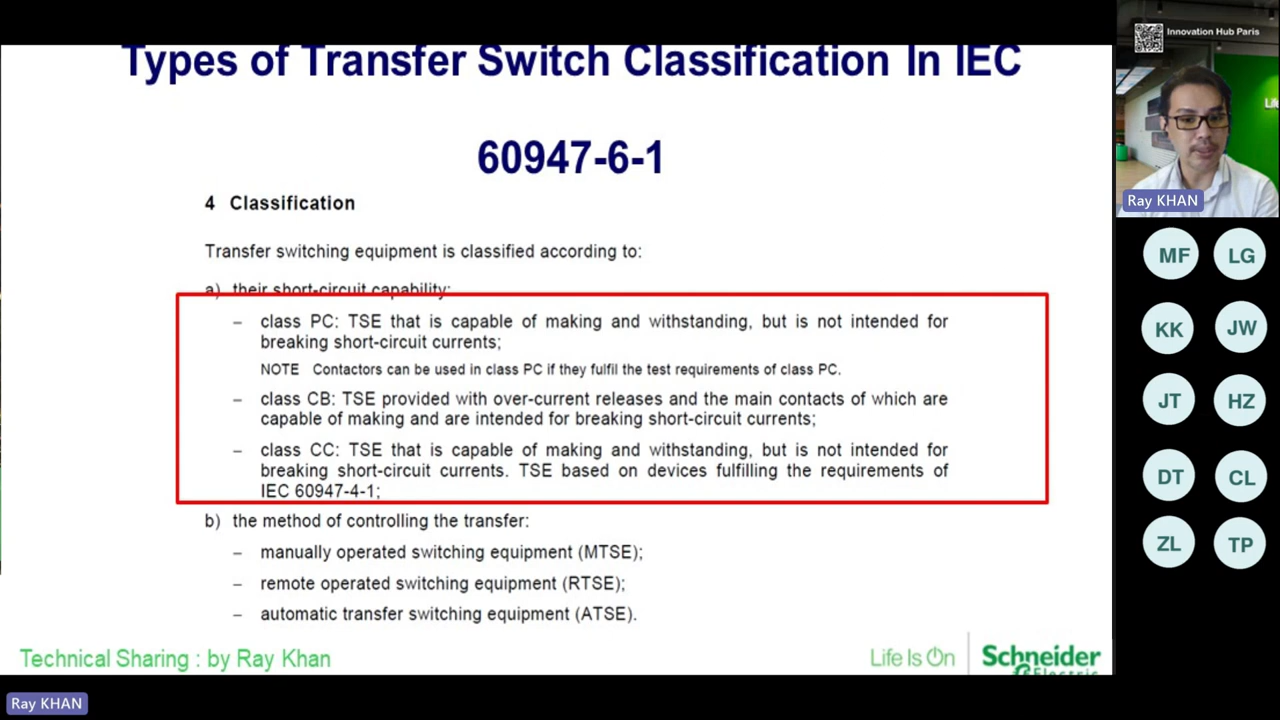 Types of Transfer Switch Classification In IEC
60947-6-1
4 Classification
Transfer switching equipment is classified according to:
a) their short-circuit capability:
– class PC: TSE that is capable of making and withstanding, but is not intended for
breaking short-circuit currents;
NOTE Contactors can be used in class PC if they fulfil the test requirements of class PC.
– class CB: TSE provided with over-current releases and the main contacts of which are
capable of making and are intended for breaking short-circuit currents;
– class CC: TSE that is capable of making and withstanding, but is not intended for
breaking short-circuit currents. TSE based on devices fulfilling the requirements of
IEC 60947-4-1;
b) the method of controlling the transfer:
– manually operated switching equipment (MTSE);
– remote operated switching equipment (RTSE);
– automatic transfer switching equipment (ATSE).
Technical Sharing : by Ray Khan
Life Is On
Schneider
Electric
Innovation Hub Paris
Ray KHAN
MF
LG
KK
JW
JT
HZ
DT
CL
ZL
TP
Ray KHAN